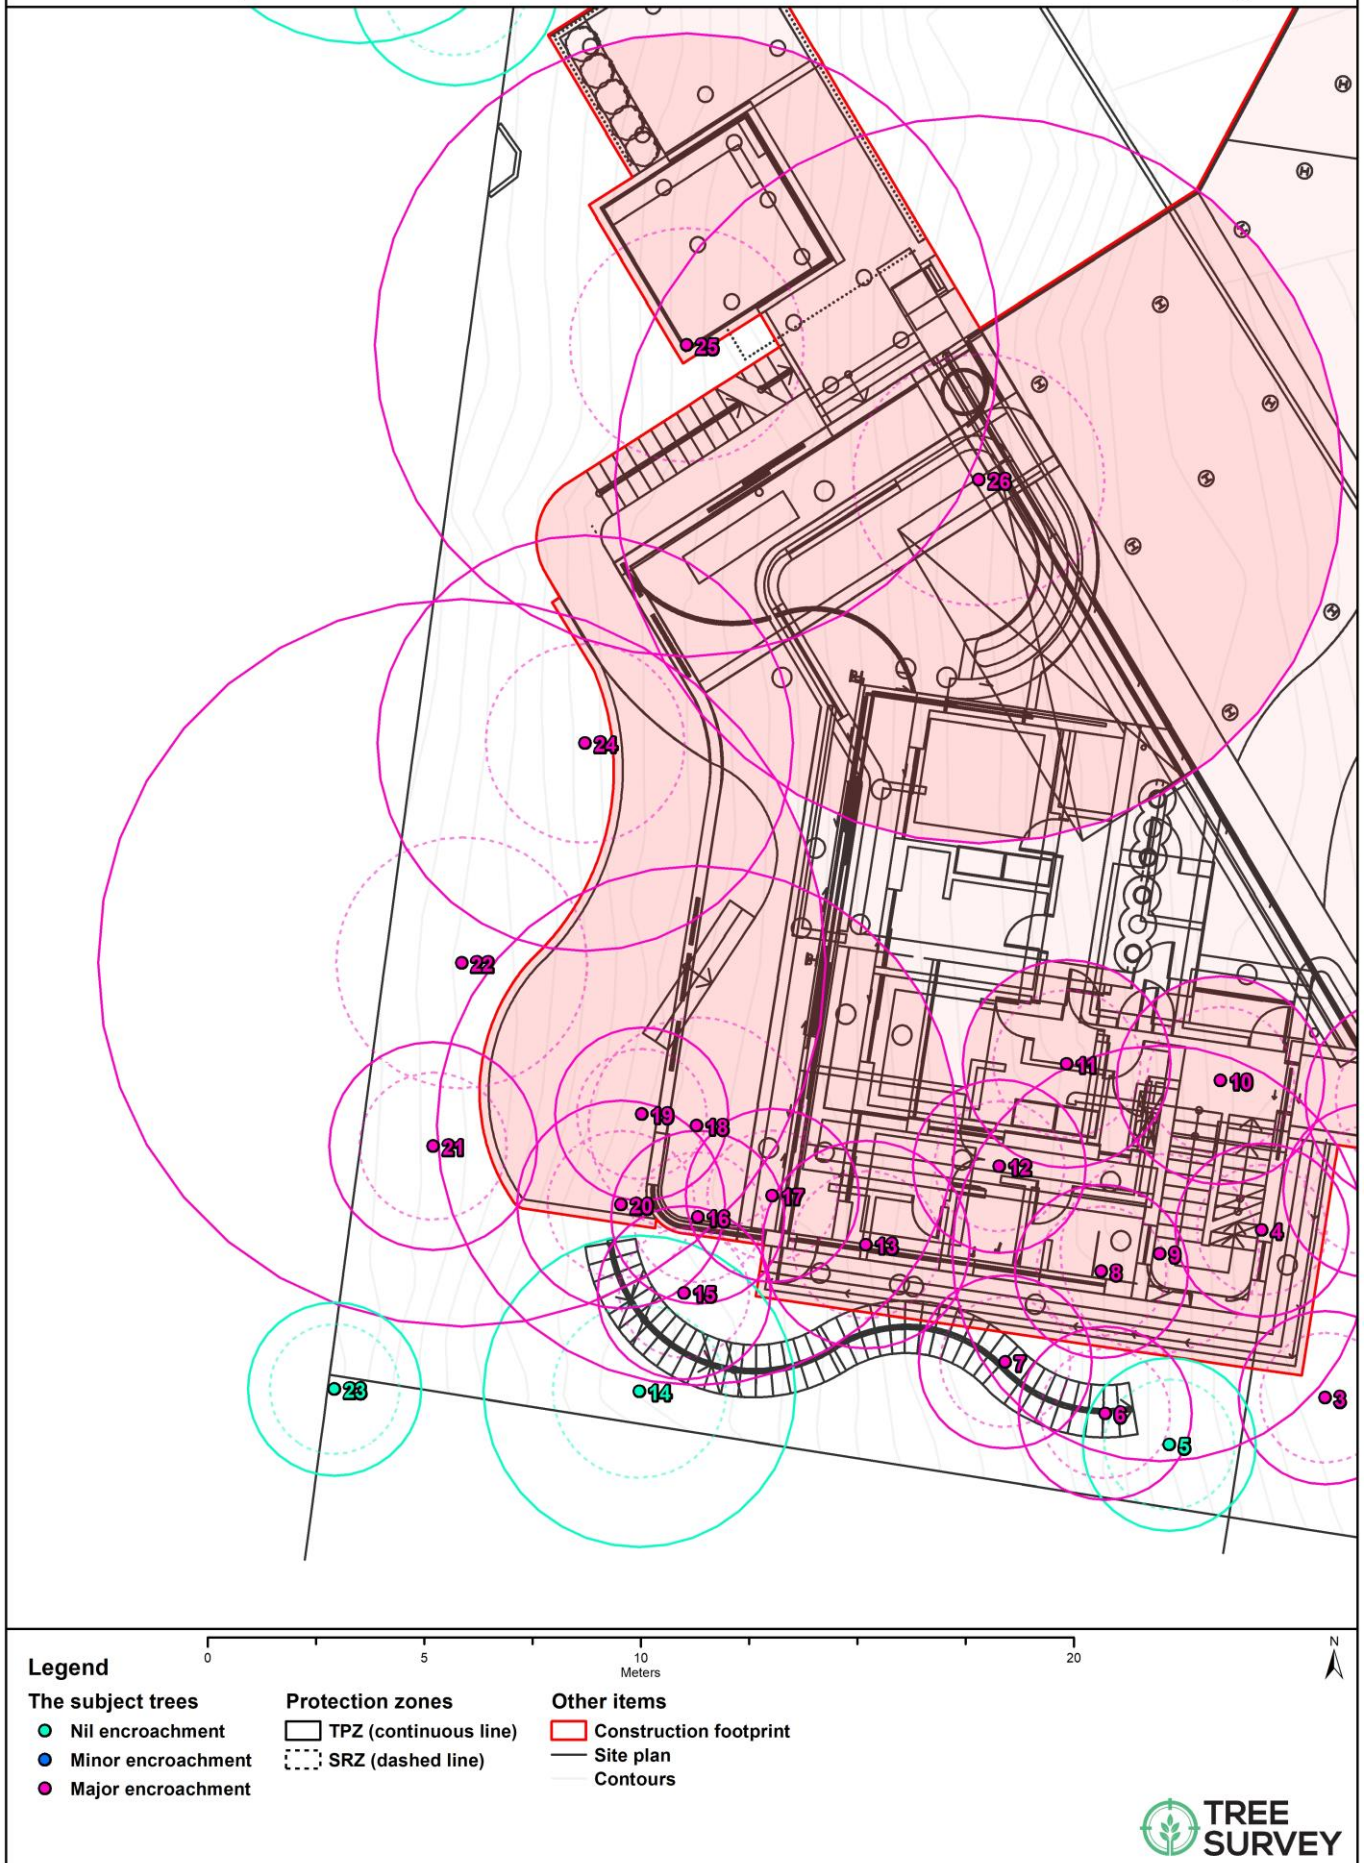 25
26
24
22
11
10
19
18
21
12
17
20
16
4
13
9
8
15
7
23
14
3
6
5
0
5
10
20
Meters
N
Legend
The subject trees
Nil encroachment
Minor encroachment
Major encroachment
Protection zones
TPZ (continuous line)
SRZ (dashed line)
Other items
Construction footprint
Site plan
Contours
TREE
SURVEY